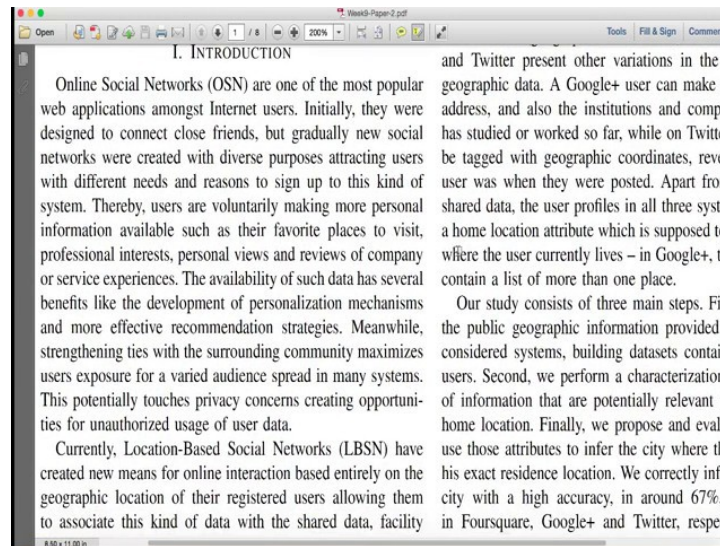 Week9-Paper-2.pdf
Open
1 / 8
200%
Tools
Fill & Sign
Commen
I. INTRODUCTION
Online Social Networks (OSN) are one of the most popular
web applications amongst Internet users. Initially, they were
designed to connect close friends, but gradually new social
networks were created with diverse purposes attracting users
with different needs and reasons to sign up to this kind of
system. Thereby, users are voluntarily making more personal
information available such as their favorite places to visit,
professional interests, personal views and reviews of company
or service experiences. The availability of such data has several
benefits like the development of personalization mechanisms
and more effective recommendation strategies. Meanwhile,
strengthening ties with the surrounding community maximizes
users exposure for a varied audience spread in many systems.
This potentially touches privacy concerns creating opportuni-
ties for unauthorized usage of user data.
Currently, Location-Based Social Networks (LBSN) have
created new means for online interaction based entirely on the
geographic location of their registered users allowing them
to associate this kind of data with the shared data, facility
and Twitter present other variations in the
geographic data. A Google+ user can make
address, and also the institutions and comp
has studied or worked so far, while on Twitte
be tagged with geographic coordinates, reve
user was when they were posted. Apart fro
shared data, the user profiles in all three syst
a home location attribute which is supposed to
where the user currently lives – in Google+, t
contain a list of more than one place.
Our study consists of three main steps. Fi
the public geographic information provided
considered systems, building datasets contai
users. Second, we perform a characterization
of information that are potentially relevant
home location. Finally, we propose and eval
use those attributes to infer the city where th
his exact residence location. We correctly inf
city with a high accuracy, in around 67%
in Foursquare, Google+ and Twitter, respe
8.50 x 11.00 in